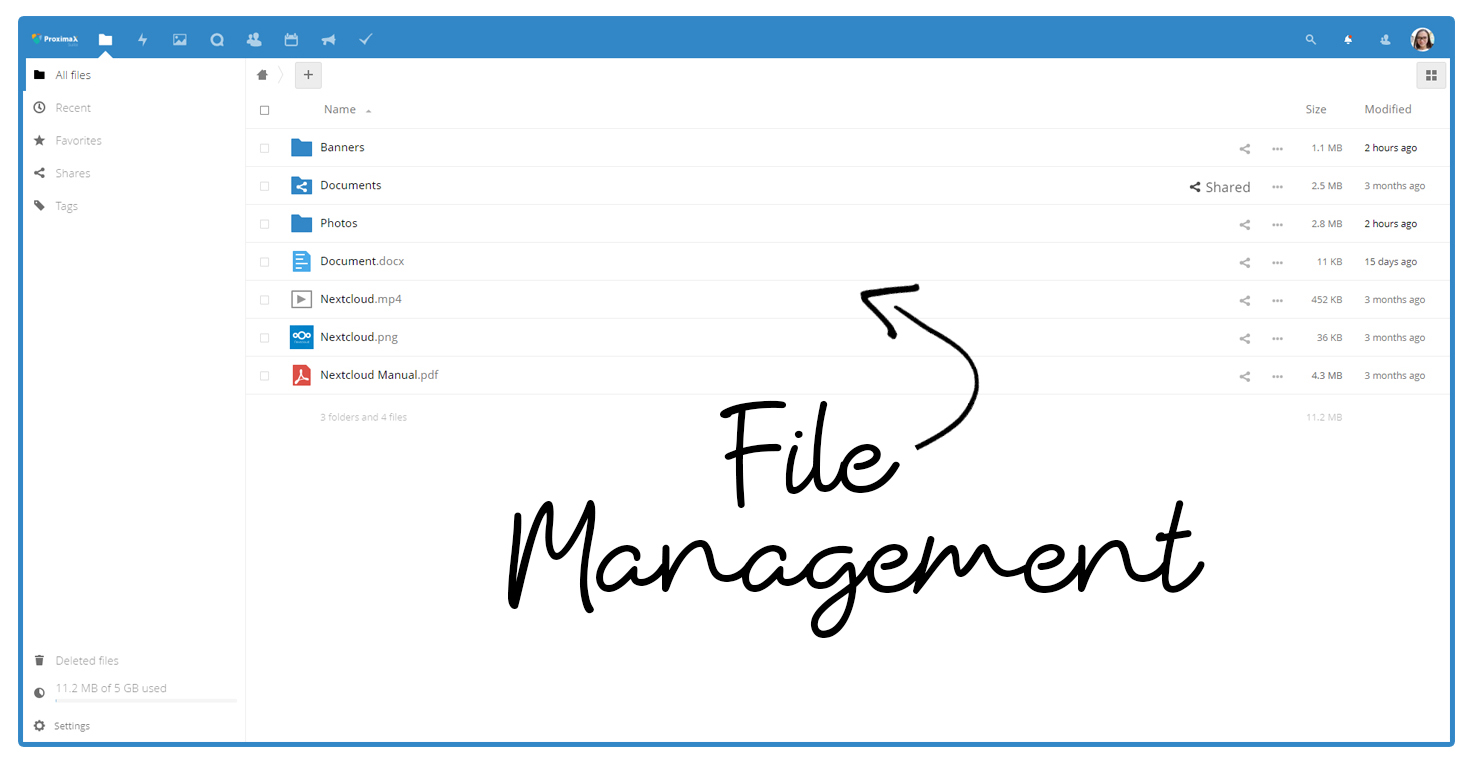 ProximaX
All files
Recent
Favorites
Shares
Tags
Name
Size
Modified
Banners
1.1 MB
2 hours ago
Documents
Shared
2.5 MB
3 months ago
Photos
2.8 MB
2 hours ago
Document.docx
11 KB
15 days ago
Nextcloud.mp4
452 KB
3 months ago
Nextcloud.png
36 KB
3 months ago
Nextcloud Manual.pdf
4.3 MB
3 months ago
3 folders and 4 files
11.2 MB
File
Management
Deleted files
11.2 MB of 5 GB used
Settings